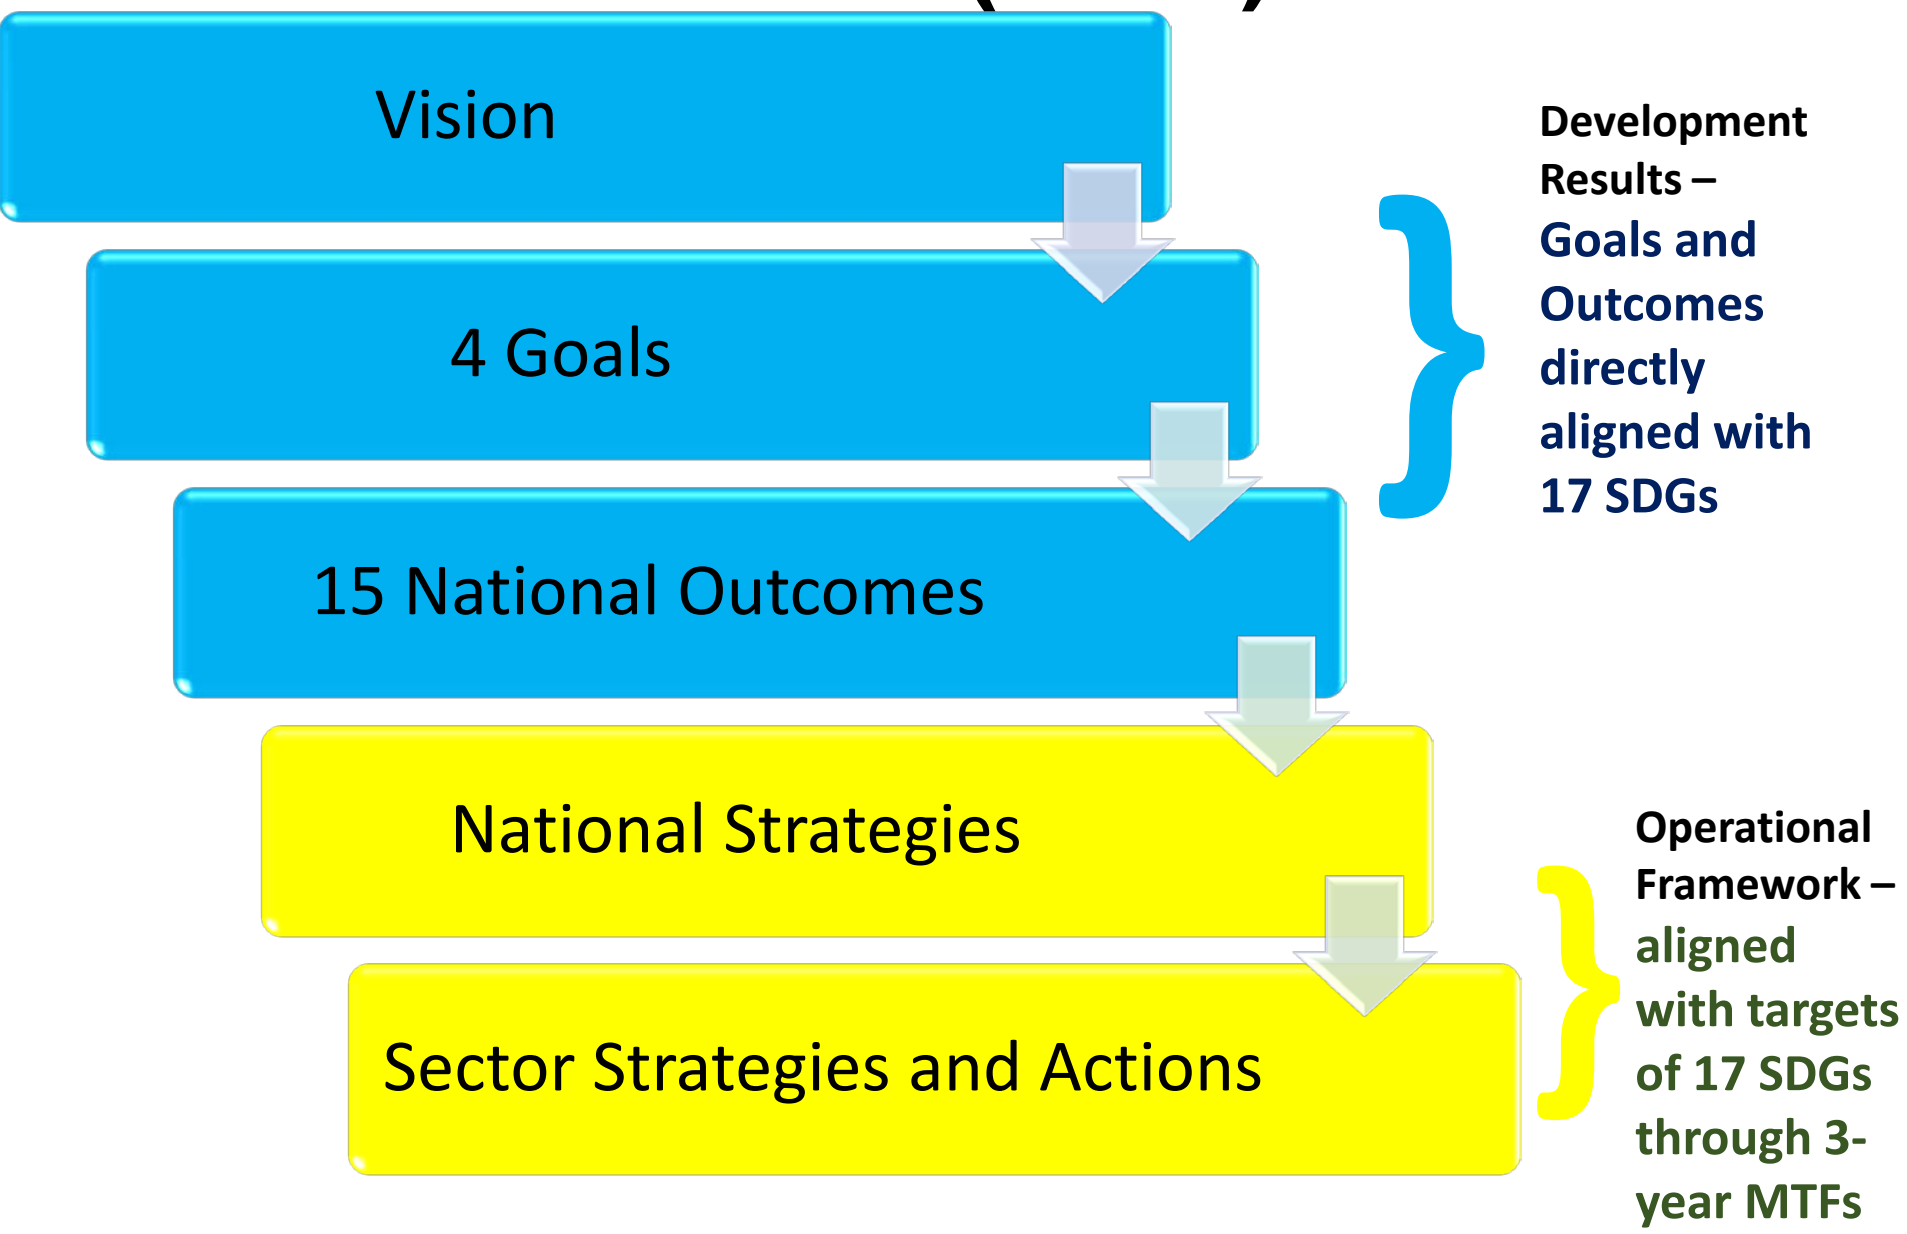 Vision
4 Goals
15 National Outcomes
National Strategies
Sector Strategies and Actions
Development
Results –
Goals and
Outcomes
directly
aligned with
17 SDGs
Operational
Framework –
aligned
with targets
of 17 SDGs
through 3-
year MTFs